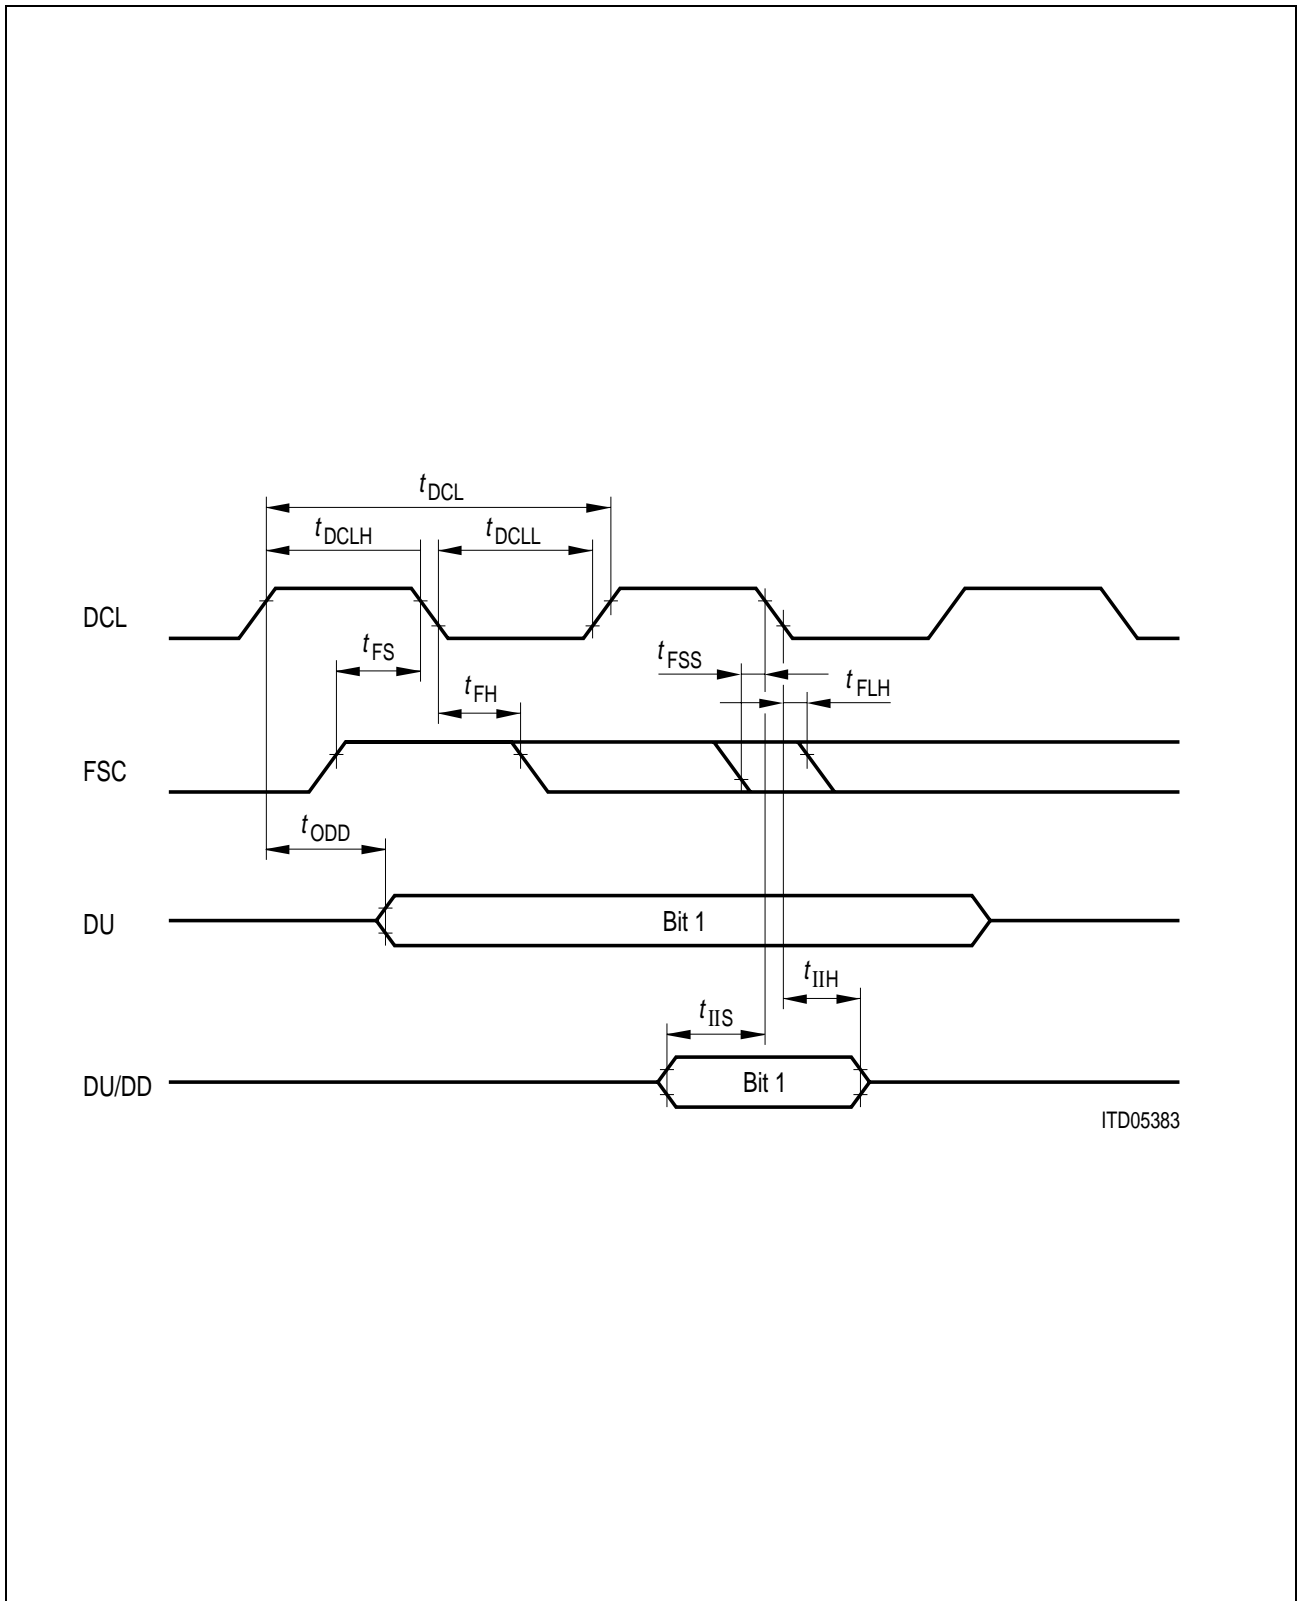 tDCL
tDCLH
tDCLL
DCL
tFS
tFSS
tFH
tFLH
FSC
tODD
DU
Bit 1
tIIH
tIIS
DU/DD
Bit 1
ITD05383